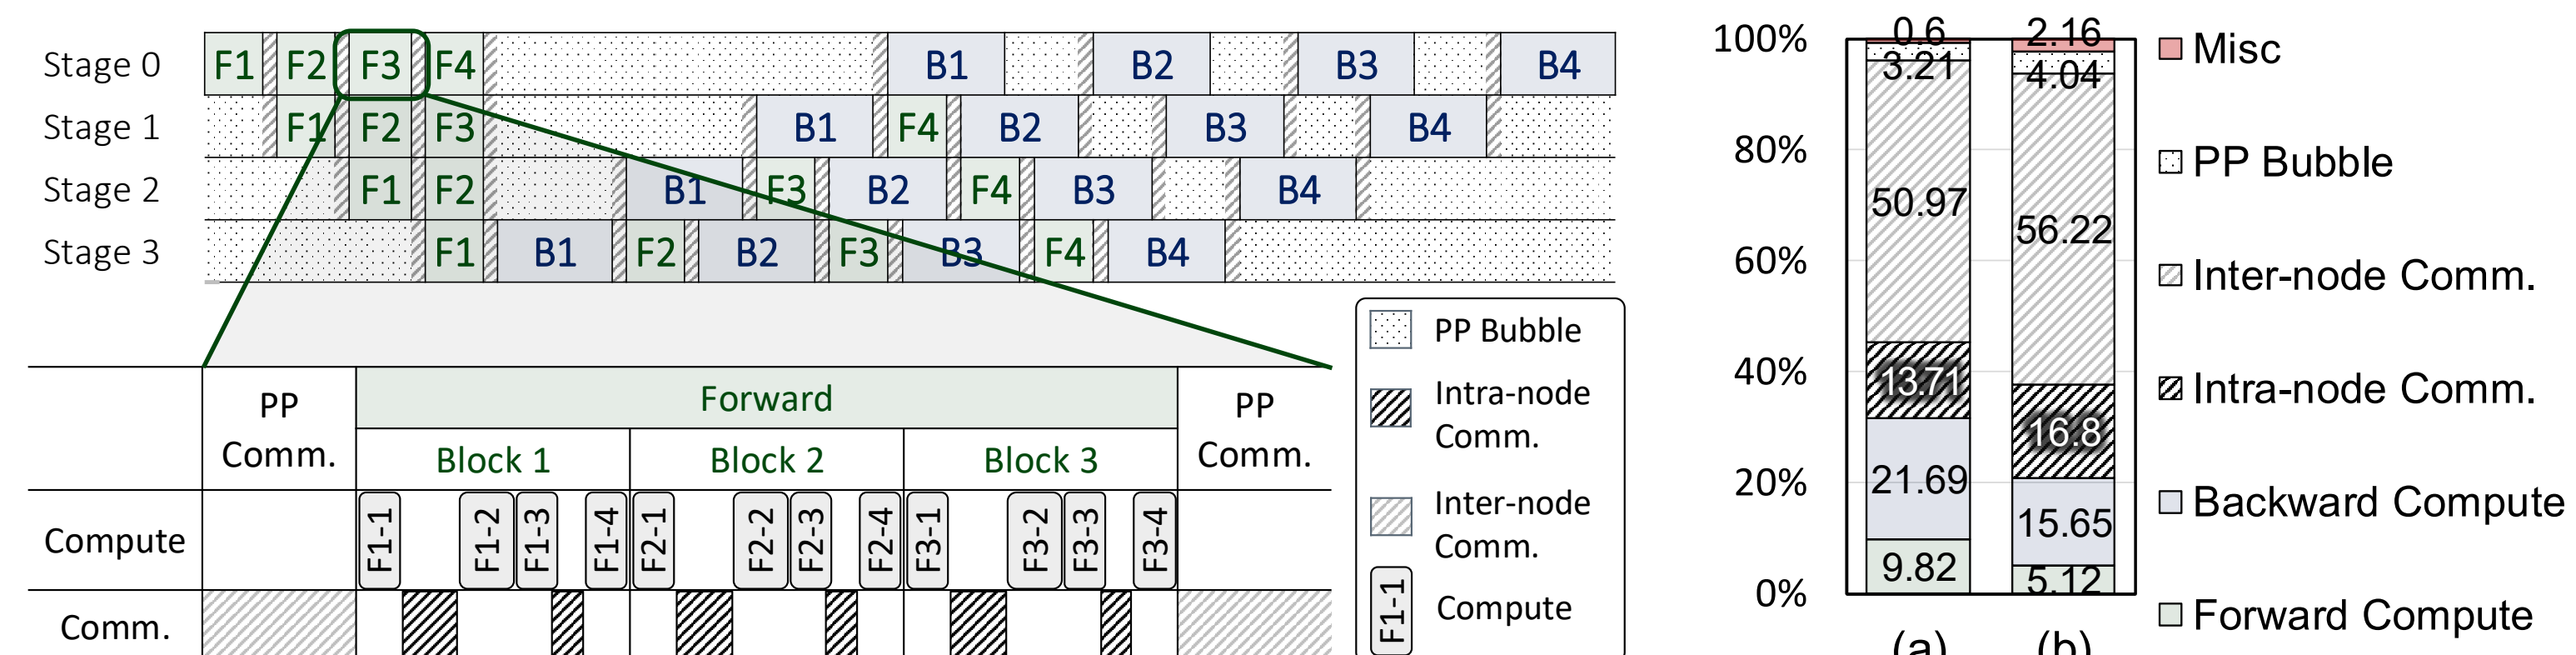 Stage 0 F1 F2 F3 F4 B1 B2 B3 B4
Stage 1 F1 F2 F3 B1 F4 B2 B3 B4
Stage 2 F1 F2 B1 F3 B2 F4 B3 B4
Stage 3 F1 B1 F2 B2 F3 B3 F4 B4
PP
Comm.
Forward
Block 1 Block 2 Block 3
PP
Comm.
Compute F1-1 F1-2 F1-3 F1-4 F2-1 F2-2 F2-3 F2-4 F3-1 F3-2 F3-3 F3-4
Comm.
PP Bubble
Intra-node
Comm.
Inter-node
Comm.
F1-1 Compute
100%
80%
60%
40%
20%
0%
0.6
3.21
50.97
13.71
21.69
9.82
(a)
2.16
4.04
56.22
16.8
15.65
5.12
(b)
Misc
PP Bubble
Inter-node Comm.
Intra-node Comm.
Backward Compute
Forward Compute